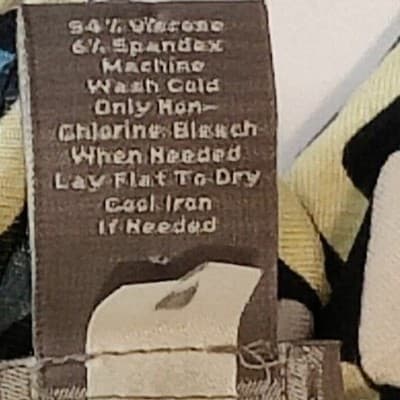 94% Viscose
6% Spandex
Machine
Wash Cold
Only Non-
Chlorine Bleach
When Needed
Lay Flat To Dry
Cool Iron
If Needed